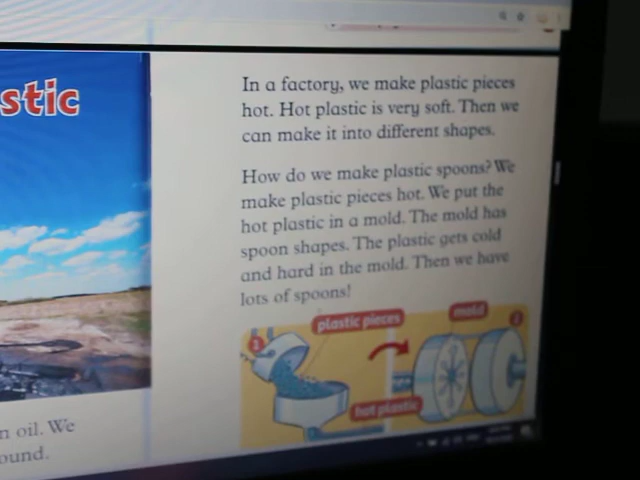 stic
In a factory, we make plastic pieces
hot. Hot plastic is very soft. Then we
can make it into different shapes.
How do we make plastic spoons? We
make plastic pieces hot. We put the
hot plastic in a mold. The mold has
spoon shapes. The plastic gets cold
and hard in the mold. Then we have
lots of spoons!
plastic pieces
mold
1
2
hot plastic
n oil. We
ound.